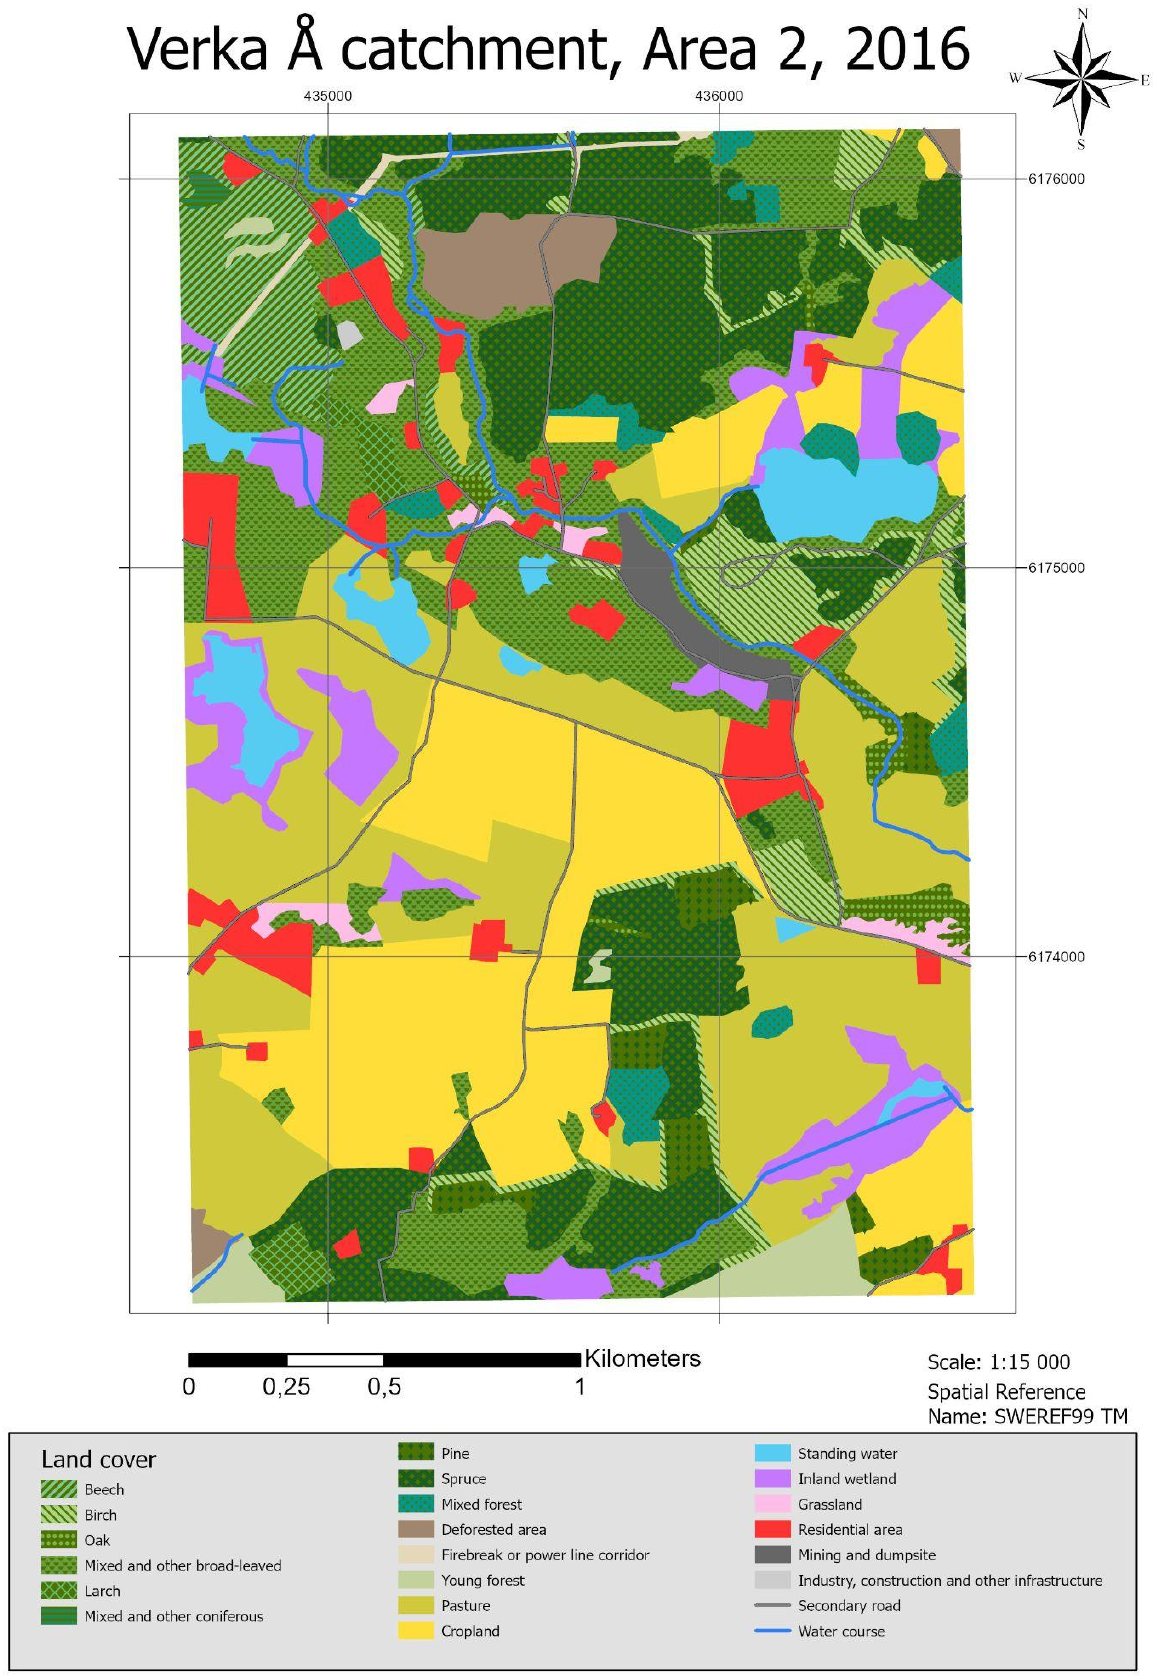 Verka Å catchment, Area 2, 2016
N
W
E
S
435000
436000
6176000
6175000
6174000
Kilometers
0
0,25
0,5
1
Scale: 1:15 000
Spatial Reference
Name: SWEREF99 TM
Land cover
Beech
Birch
Oak
Mixed and other broad-leaved
Larch
Mixed and other coniferous
Pine
Spruce
Mixed forest
Deforested area
Firebreak or power line corridor
Young forest
Pasture
Cropland
Standing water
Inland wetland
Grassland
Residential area
Mining and dumpsite
Industry, construction and other infrastructure
Secondary road
Water course